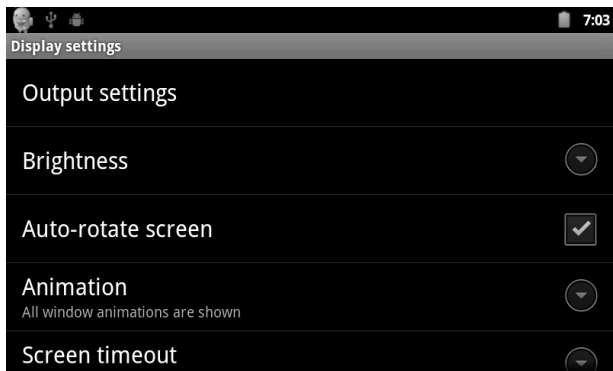 7:03
Display settings
Output settings
Brightness
Auto-rotate screen
Animation
All window animations are shown
Screen timeout